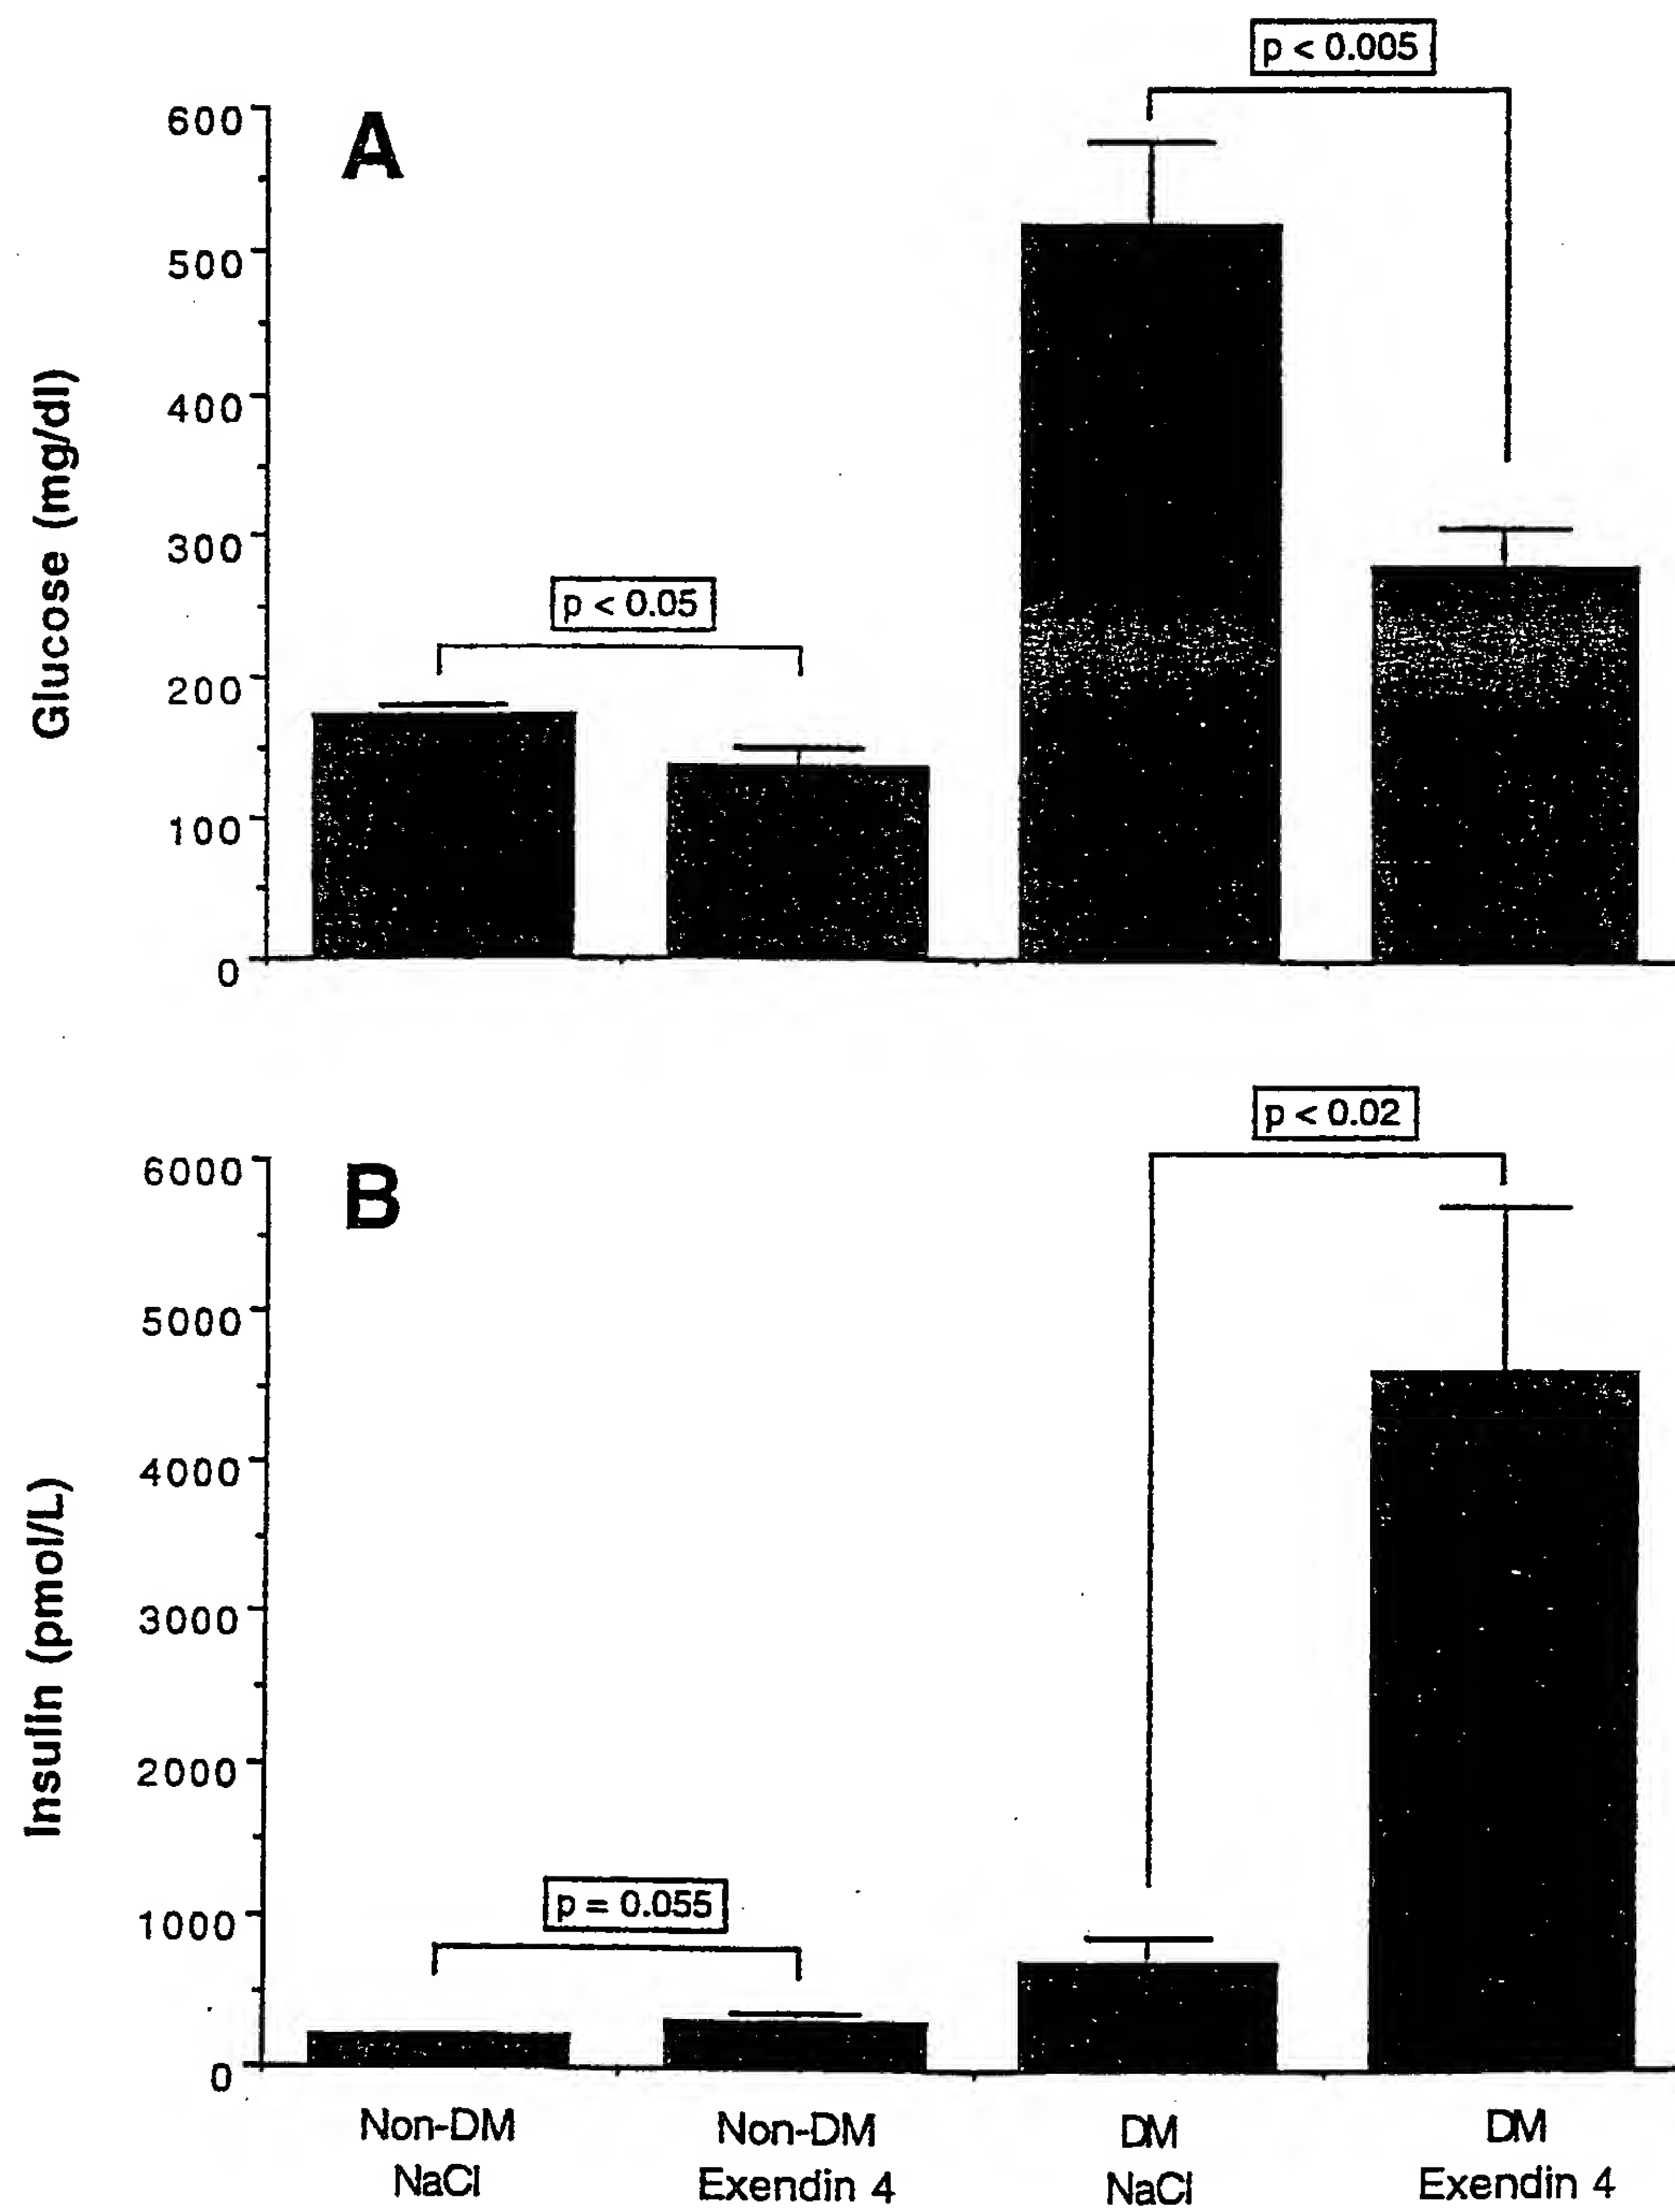 p < 0.005
A
600
500
400
300
200
100
0
Glucose (mg/dl)
p < 0.05
p < 0.02
B
6000
5000
4000
3000
2000
1000
0
Insulin (pmol/L)
p = 0.055
Non-DM
NaCl
Non-DM
Exendin 4
DM
NaCl
DM
Exendin 4